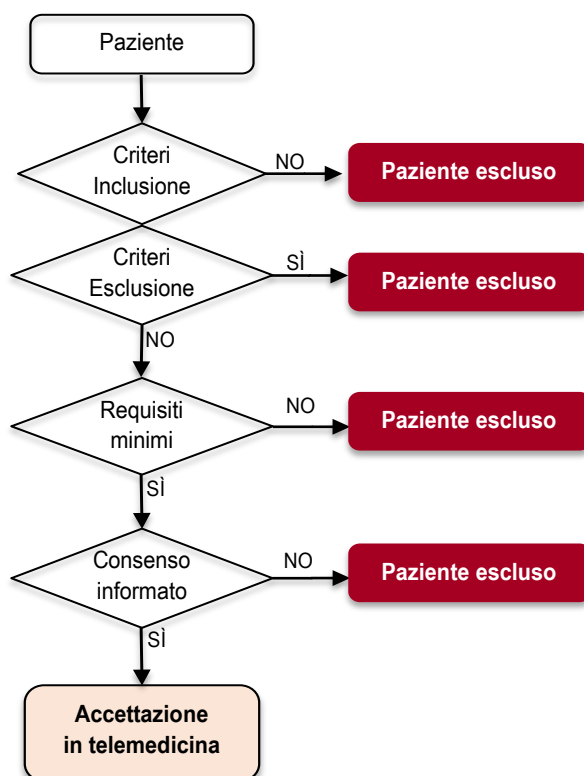 Paziente
Criteri
Inclusione
NO
Paziente escluso
Criteri
Esclusione
SÌ
Paziente escluso
NO
Requisiti
minimi
NO
Paziente escluso
SÌ
Consenso
informato
NO
Paziente escluso
SÌ
Accettazione
in telemedicina